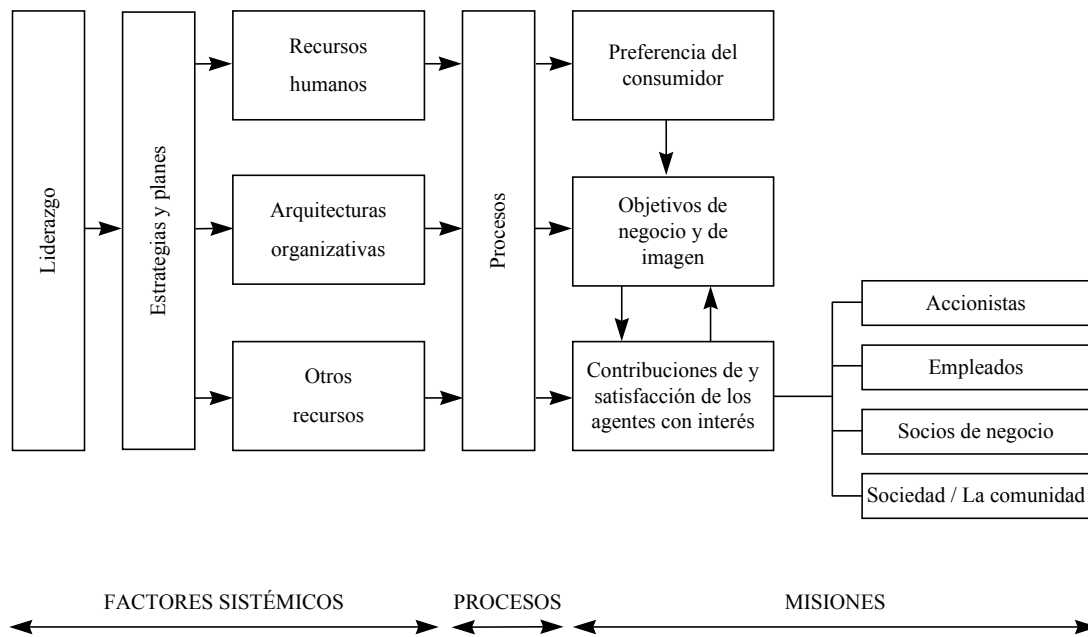 Liderazgo
Estrategias y planes
Recursos
humanos
Arquitecturas
organizativas
Otros
recursos
Procesos
Preferencia del
consumidor
Objetivos de
negocio y de
imagen
Contribuciones de y
satisfacción de los
agentes con interés
Accionistas
Empleados
Socios de negocio
Sociedad / La comunidad
FACTORES SISTÉMICOS
PROCESOS
MISIONES